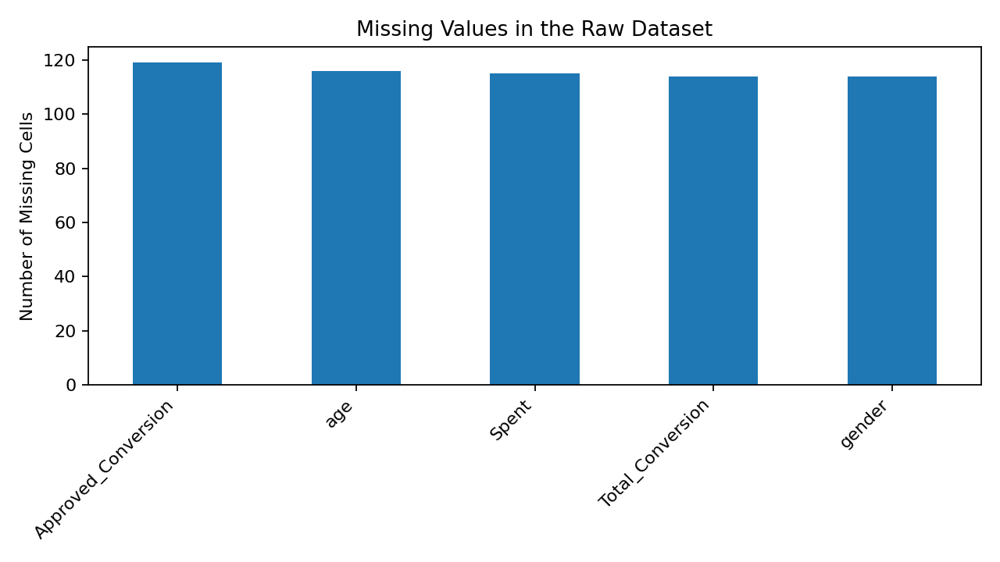 Missing Values in the Raw Dataset
Number of Missing Cells
120
100
80
60
40
20
0
Approved_Conversion
age
Spent
Total_Conversion
gender